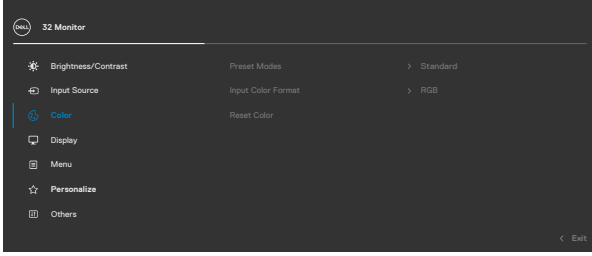 DELL 32 Monitor
Brightness/Contrast Preset Modes > Standard
Input Source Input Color Format > RGB
Color Reset Color
Display
Menu
Personalize
Others
< Exit